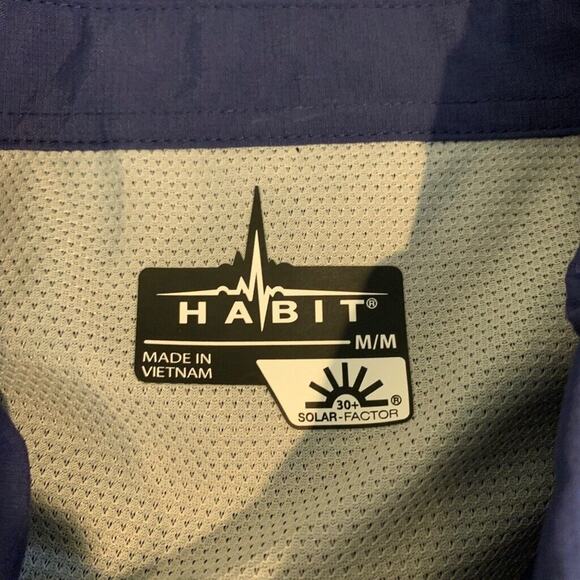 HABIT®
M/M
MADE IN
VIETNAM
30+
SOLAR-FACTOR®